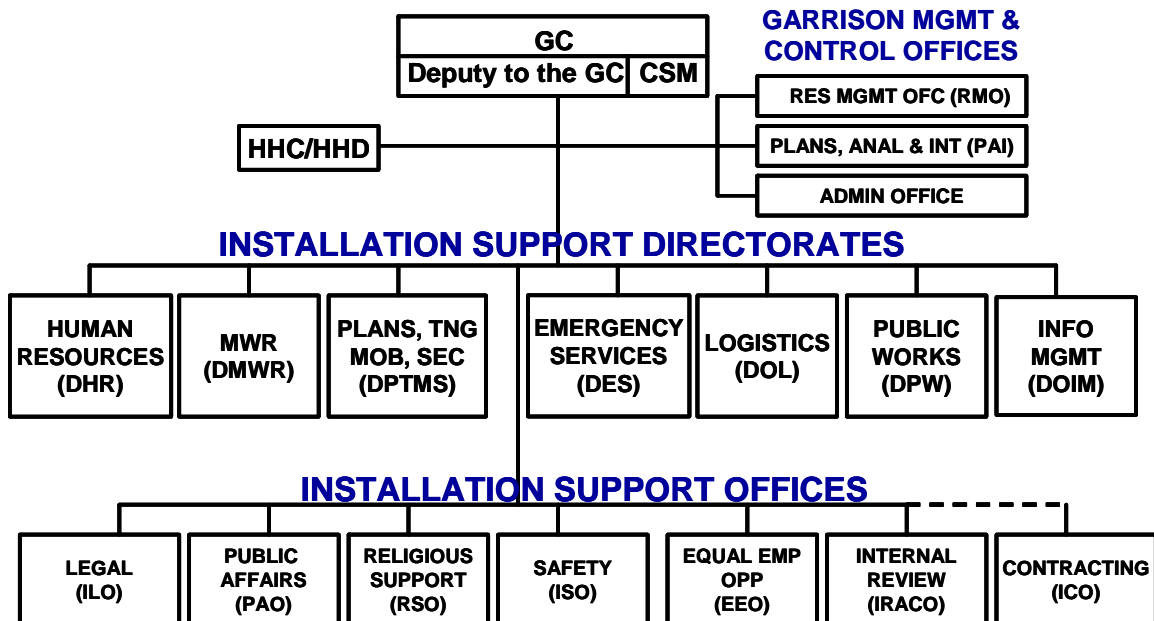 GC
Deputy to the GC
CSM
GARRISON MGMT &
CONTROL OFFICES
RES MGMT OFC (RMO)
HHC/HHD
PLANS, ANAL & INT (PAI)
ADMIN OFFICE
INSTALLATION SUPPORT DIRECTORATES
HUMAN
RESOURCES
(DHR)
MWR
(DMWR)
PLANS, TNG
MOB, SEC
(DPTMS)
EMERGENCY
SERVICES
(DES)
LOGISTICS
(DOL)
PUBLIC
WORKS
(DPW)
INFO
MGMT
(DOIM)
INSTALLATION SUPPORT OFFICES
LEGAL
(ILO)
PUBLIC
AFFAIRS
(PAO)
RELIGIOUS
SUPPORT
(RSO)
SAFETY
(ISO)
EQUAL EMP
OPP
(EEO)
INTERNAL
REVIEW
(IRACO)
CONTRACTING
(ICO)